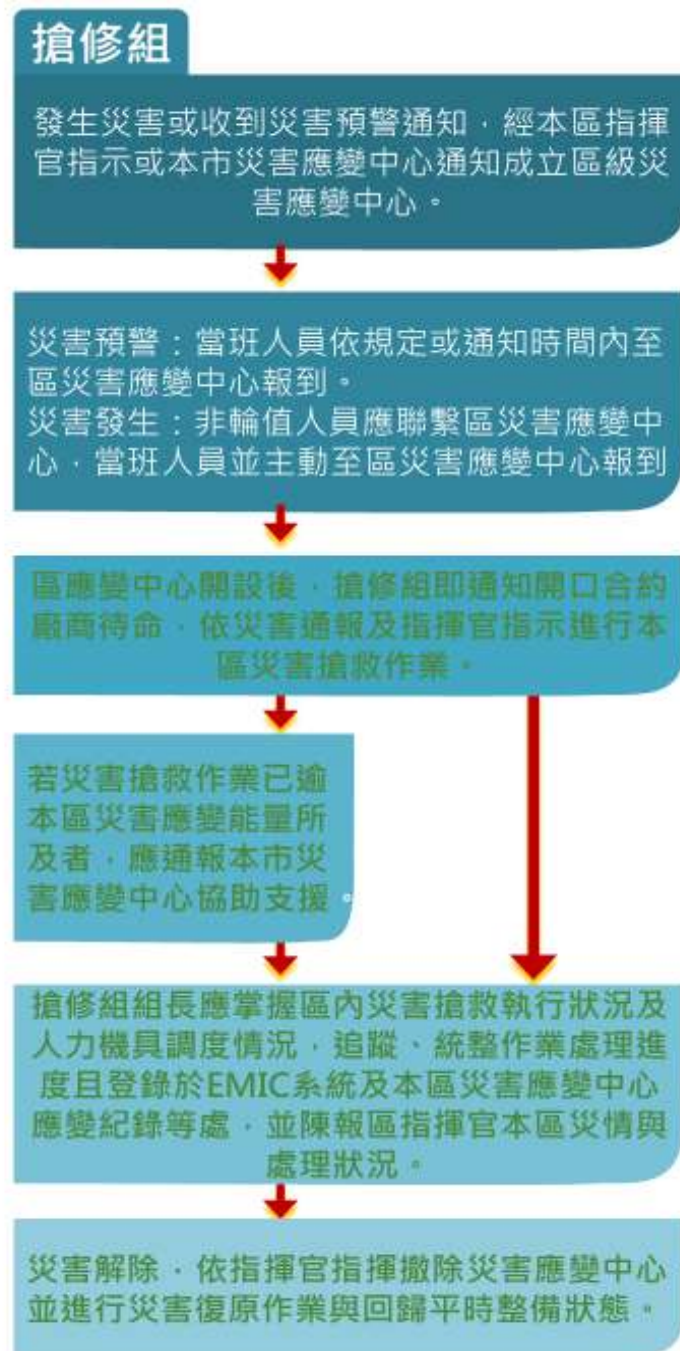 搶修組
發生災害或收到災害預警通知，經本區指揮
官指示或本市災害應變中心通知成立區級災
害應變中心。
災害預警：當班人員依規定或通知時間內至
區災害應變中心報到。
災害發生：非輪值人員應聯繫區災害應變中
心，當班人員並主動至區災害應變中心報到
區應變中心開設後，搶修組即通知開口合約
廠商待命，依災害通報及指揮官指示進行本
區災害搶救作業。
若災害搶救作業已逾
本區災害應變能量所
及者，應通報本市災
害應變中心協助支援。
搶修組組長應掌握區內災害搶救執行狀況及
人力機具調度情況，追蹤、統整作業處理進
度且登錄於EMIC系統及本區災害應變中心
應變紀錄等處，並陳報區指揮官本區災情與
處理狀況。
災害解除，依指揮官指揮撤除災害應變中心
並進行災害復原作業與回歸平時整備狀態。